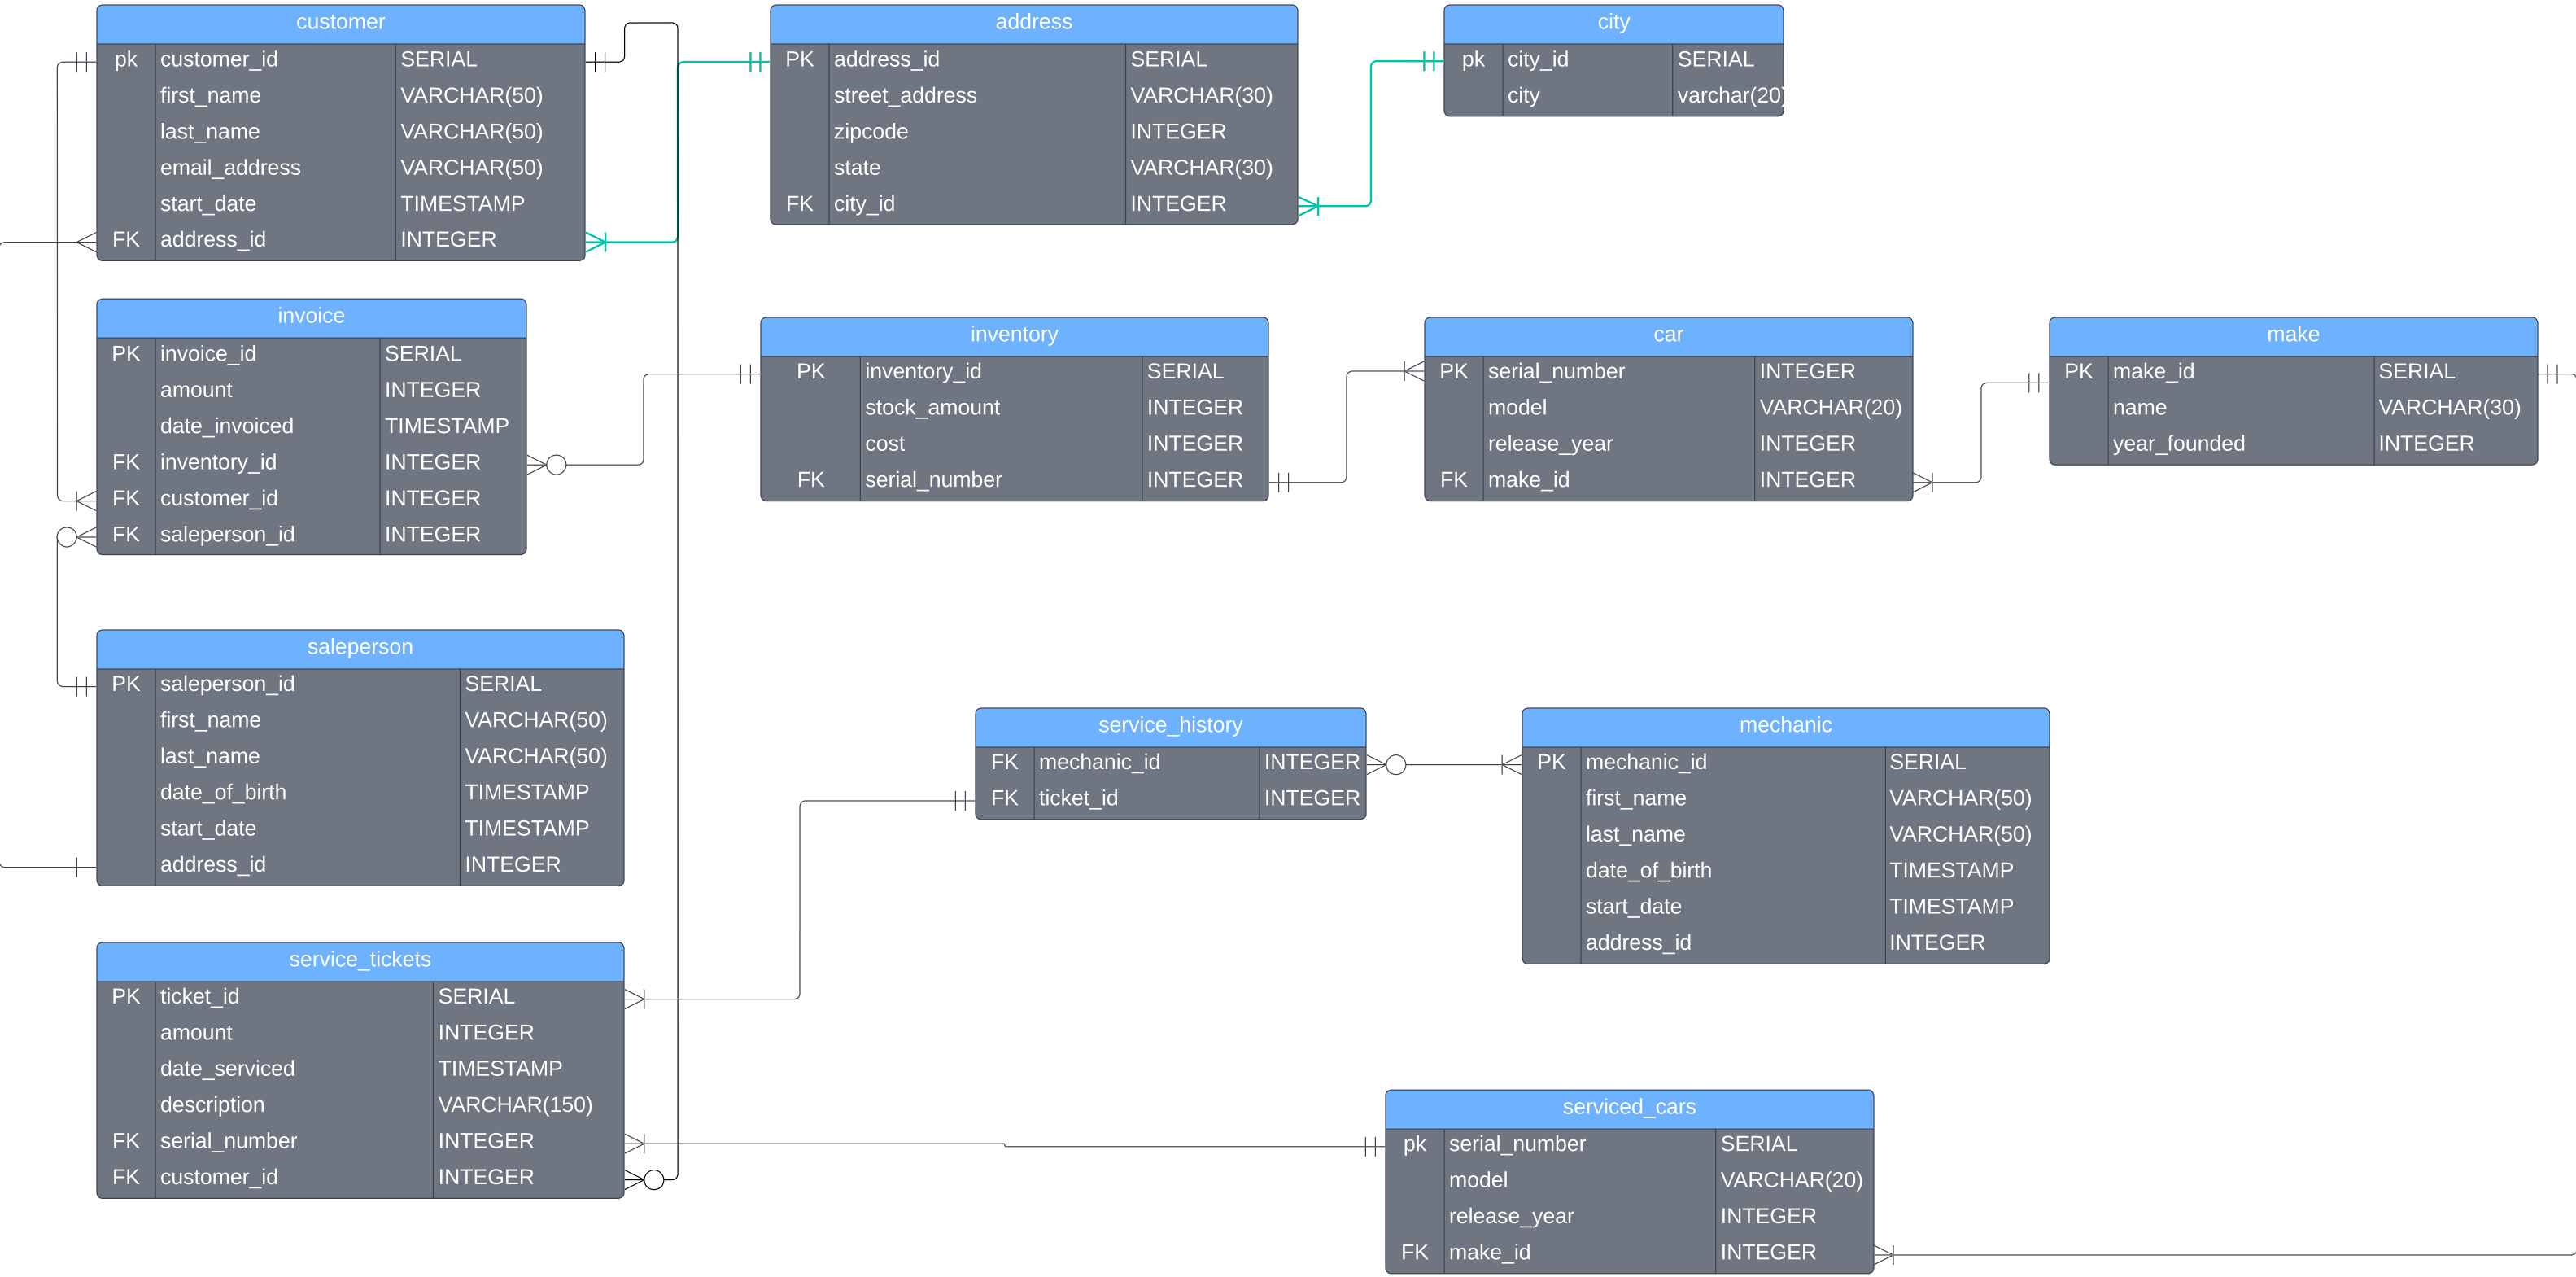 customer
pk customer_id SERIAL
first_name VARCHAR(50)
last_name VARCHAR(50)
email_address VARCHAR(50)
start_date TIMESTAMP
FK address_id INTEGER
address
PK address_id SERIAL
street_address VARCHAR(30)
zipcode INTEGER
state VARCHAR(30)
FK city_id INTEGER
city
pk city_id SERIAL
city varchar(20)
invoice
PK invoice_id SERIAL
amount INTEGER
date_invoiced TIMESTAMP
FK inventory_id INTEGER
FK customer_id INTEGER
FK saleperson_id INTEGER
inventory
PK inventory_id SERIAL
stock_amount INTEGER
cost INTEGER
FK serial_number INTEGER
car
PK serial_number INTEGER
model VARCHAR(20)
release_year INTEGER
FK make_id INTEGER
make
PK make_id SERIAL
name VARCHAR(30)
year_founded INTEGER
saleperson
PK saleperson_id SERIAL
first_name VARCHAR(50)
last_name VARCHAR(50)
date_of_birth TIMESTAMP
start_date TIMESTAMP
address_id INTEGER
service_history
FK mechanic_id INTEGER
FK ticket_id INTEGER
mechanic
PK mechanic_id SERIAL
first_name VARCHAR(50)
last_name VARCHAR(50)
date_of_birth TIMESTAMP
start_date TIMESTAMP
address_id INTEGER
service_tickets
PK ticket_id SERIAL
amount INTEGER
date_serviced TIMESTAMP
description VARCHAR(150)
FK serial_number INTEGER
FK customer_id INTEGER
serviced_cars
pk serial_number SERIAL
model VARCHAR(20)
release_year INTEGER
FK make_id INTEGER